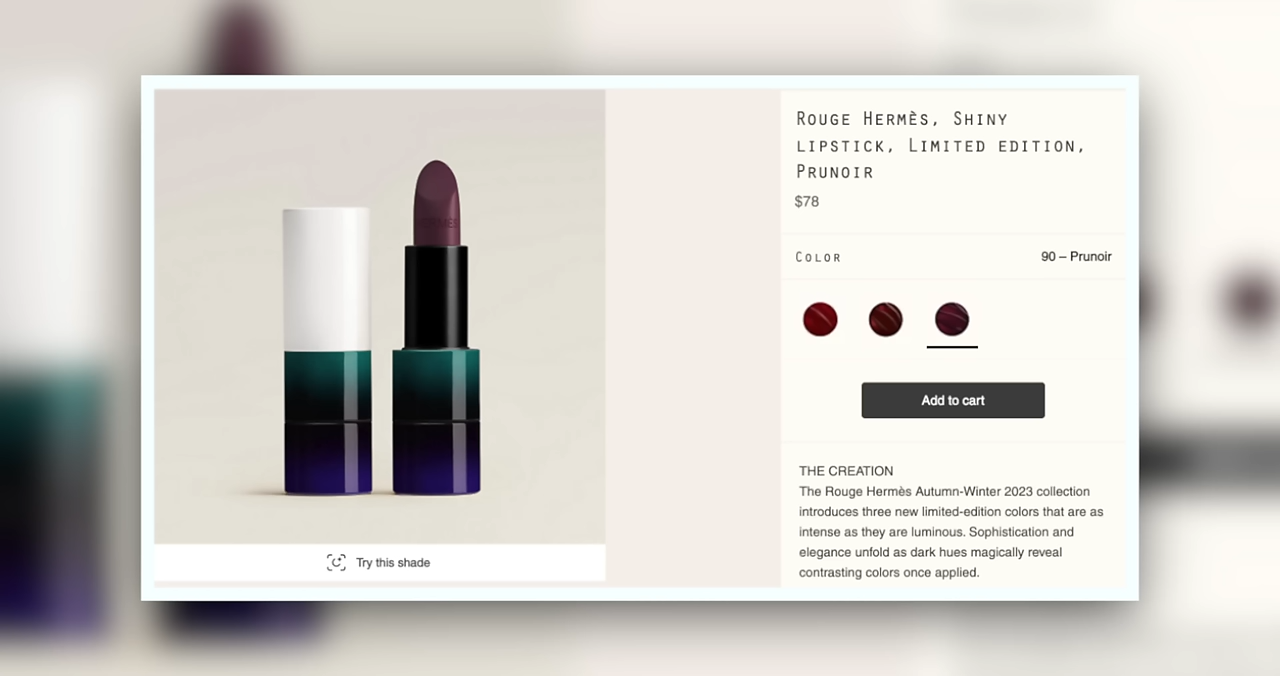 Rouge Hermès, Shiny
lipstick, Limited edition,
Prunoir
$78
Color
90 – Prunoir
Add to cart
THE CREATION
The Rouge Hermès Autumn-Winter 2023 collection
introduces three new limited-edition colors that are as
intense as they are luminous. Sophistication and
elegance unfold as dark hues magically reveal
contrasting colors once applied.
HERMÈS
Try this shade